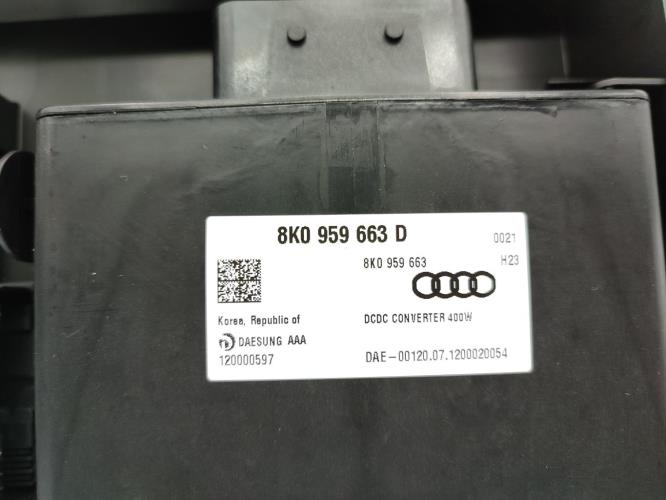 8K0 959 663 D
0021
8K0 959 663
H23
Korea, Republic of
DCDC CONVERTER 400W
DAESUNG AAA
120000597
DAE-00120.07.1200020054